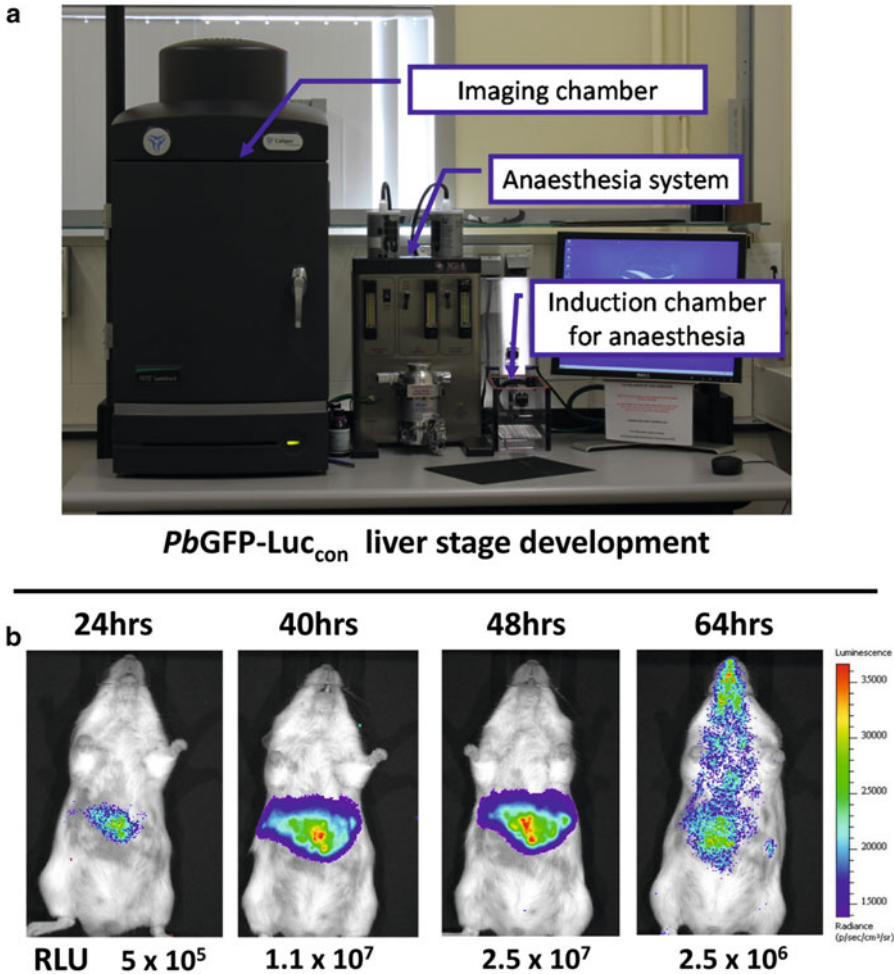 a
Imaging chamber
Caliper
Anaesthesia system
Induction chamber
for anaesthesia
PbGFP-Luccon liver stage development
b
24hrs 40hrs 48hrs 64hrs
Luminescence
35000
30000
25000
20000
15000
Radiance
(p/sec/cm²/sr)
RLU 5 x 10⁵ 1.1 x 10⁷ 2.5 x 10⁷ 2.5 x 10⁶